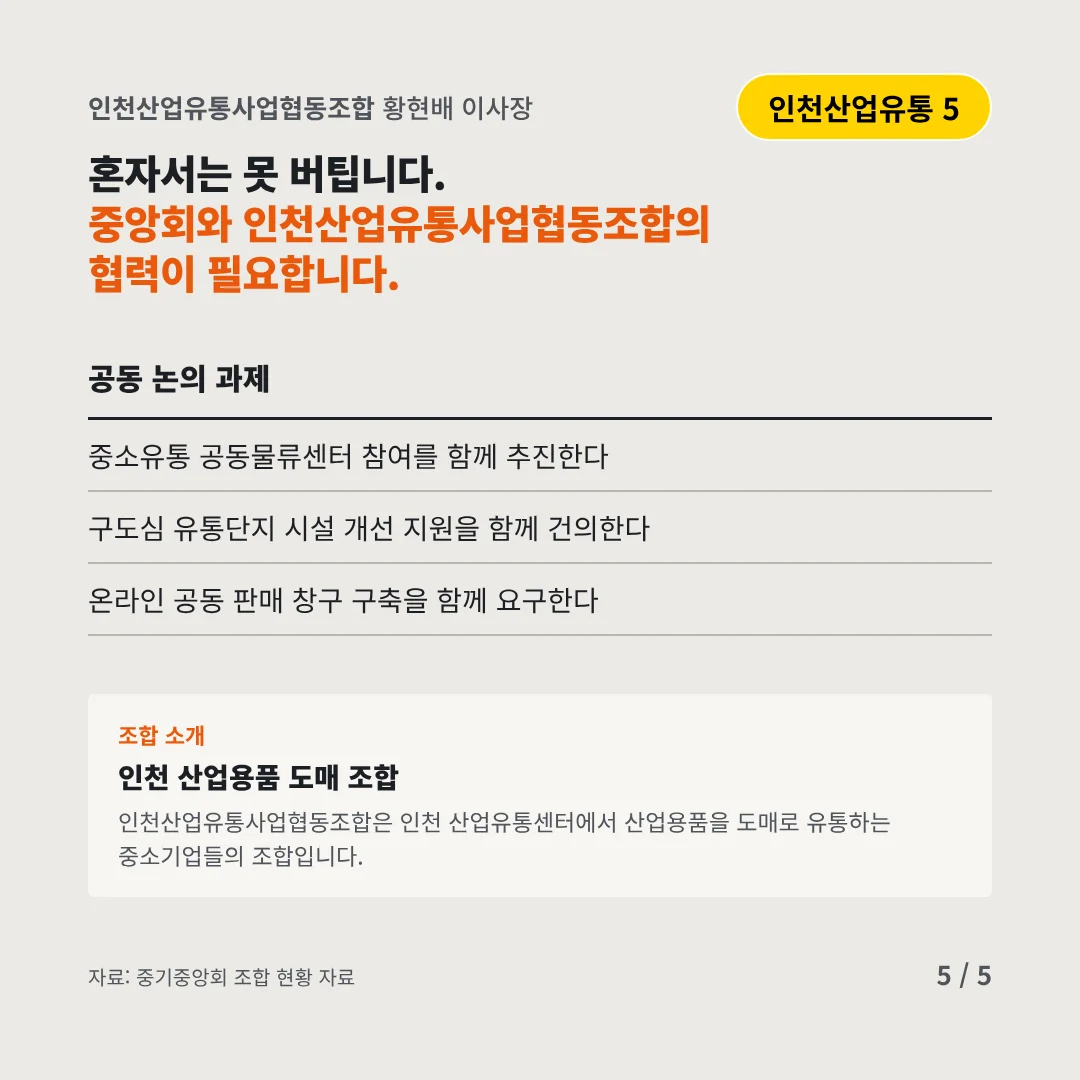 인천산업유통사업협동조합 황현배 이사장
인천산업유통 5
혼자서는 못 버팁니다.
중앙회와 인천산업유통사업협동조합의
협력이 필요합니다.
공동 논의 과제
중소유통 공동물류센터 참여를 함께 추진한다
구도심 유통단지 시설 개선 지원을 함께 건의한다
온라인 공동 판매 창구 구축을 함께 요구한다
조합 소개
인천 산업용품 도매 조합
인천산업유통사업협동조합은 인천 산업유통센터에서 산업용품을 도매로 유통하는
중소기업들의 조합입니다.
자료: 중기중앙회 조합 현황 자료
5 / 5